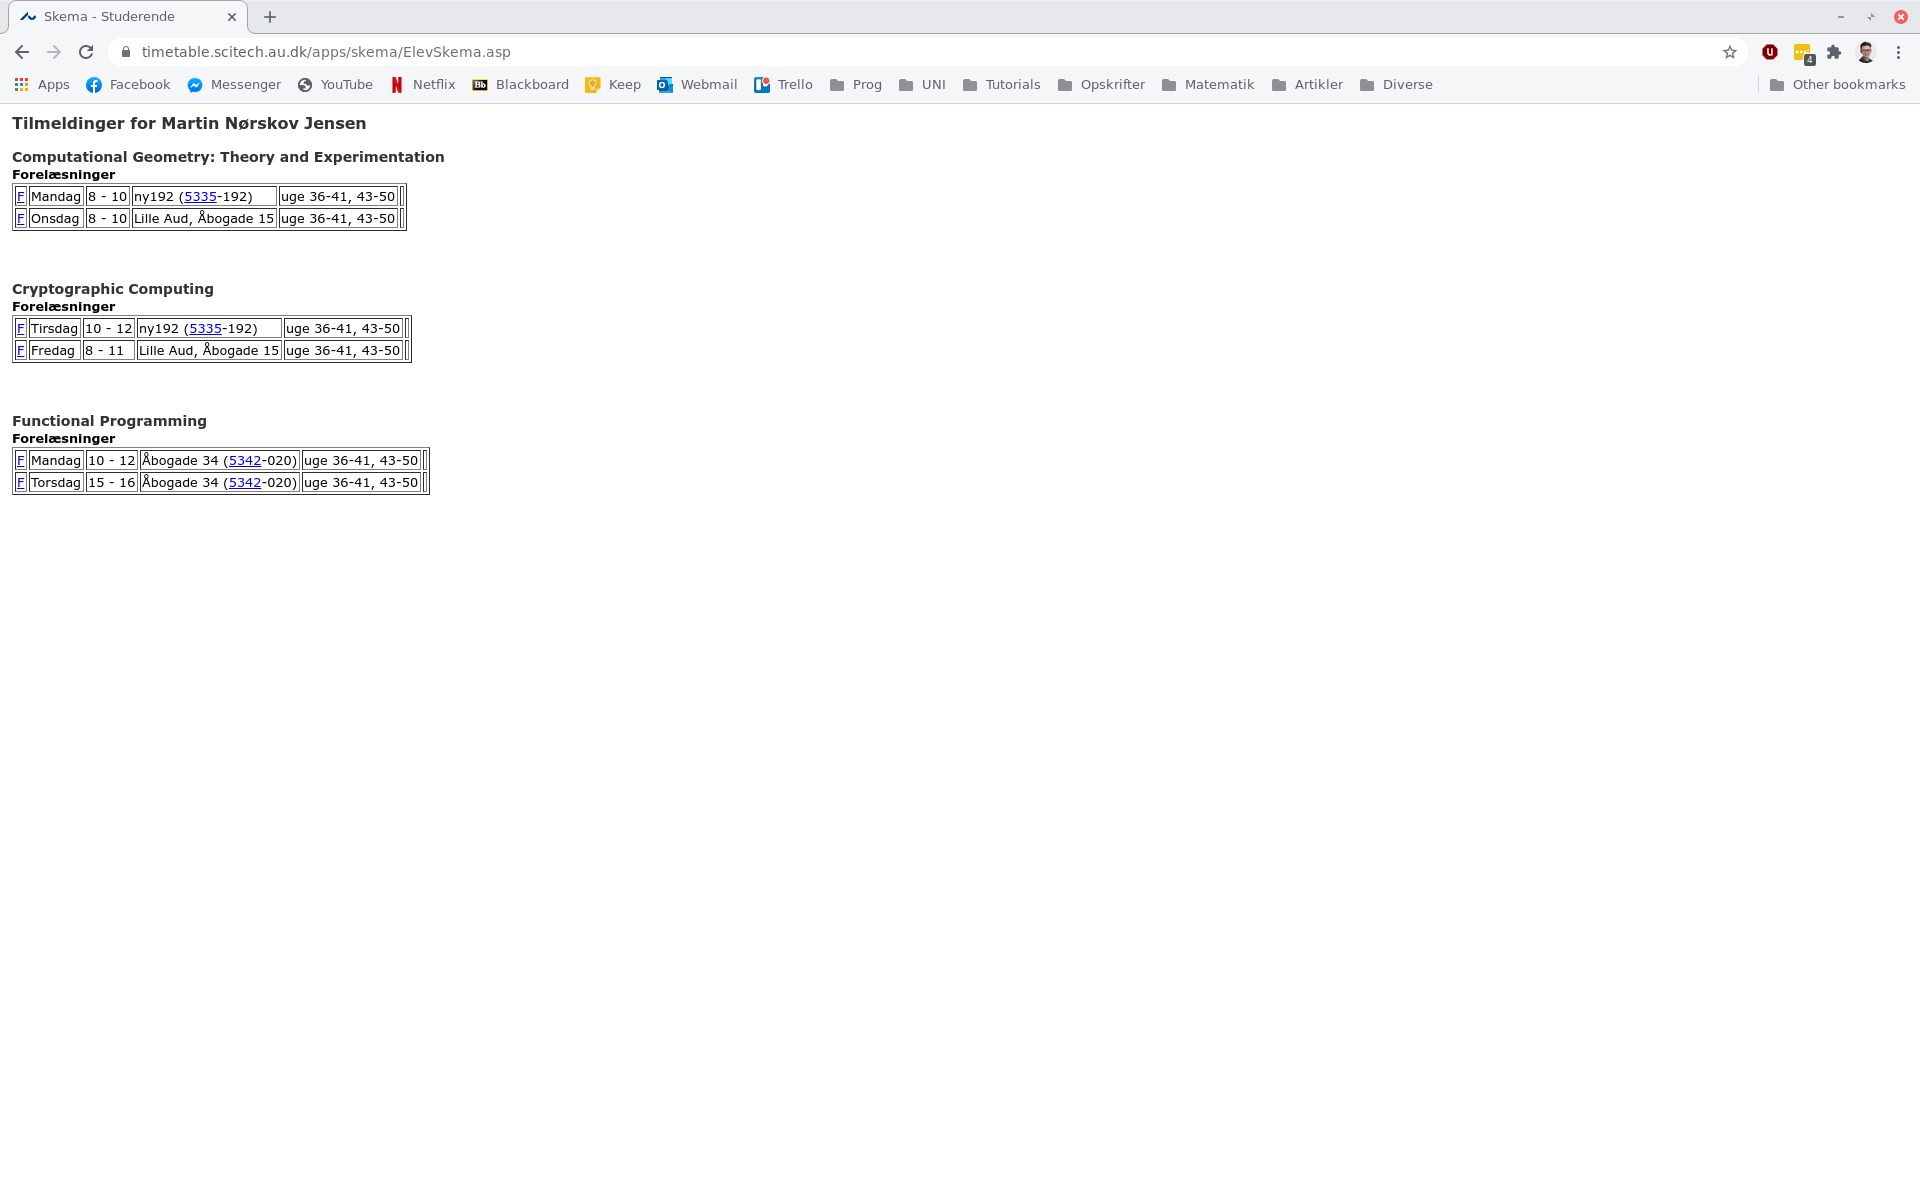 Skema - Studerende
timetable.scitech.au.dk/apps/skema/ElevSkema.asp
4
Apps Facebook Messenger YouTube Netflix Bb Blackboard Keep Webmail Trello Prog UNI Tutorials Opskrifter Matematik Artikler Diverse Other bookmarks
Tilmeldinger for Martin Nørskov Jensen
Computational Geometry: Theory and Experimentation
Forelæsninger
F Mandag 8 - 10 ny192 (5335-192) uge 36-41, 43-50
F Onsdag 8 - 10 Lille Aud, Åbogade 15 uge 36-41, 43-50
Cryptographic Computing
Forelæsninger
F Tirsdag 10 - 12 ny192 (5335-192) uge 36-41, 43-50
F Fredag 8 - 11 Lille Aud, Åbogade 15 uge 36-41, 43-50
Functional Programming
Forelæsninger
F Mandag 10 - 12 Åbogade 34 (5342-020) uge 36-41, 43-50
F Torsdag 15 - 16 Åbogade 34 (5342-020) uge 36-41, 43-50